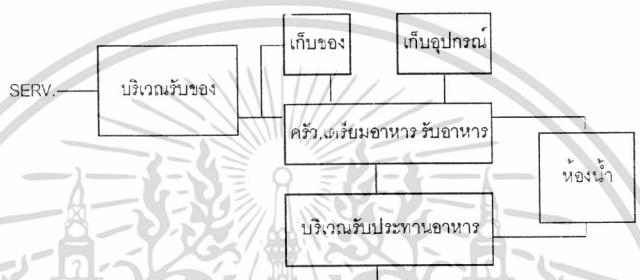 เก็บของ
เก็บอุปกรณ์
SERV.
บริเวณรับของ
ครัว,เตรียมอาหาร รับอาหาร
ห้องน้ำ
บริเวณรับประทานอาหาร